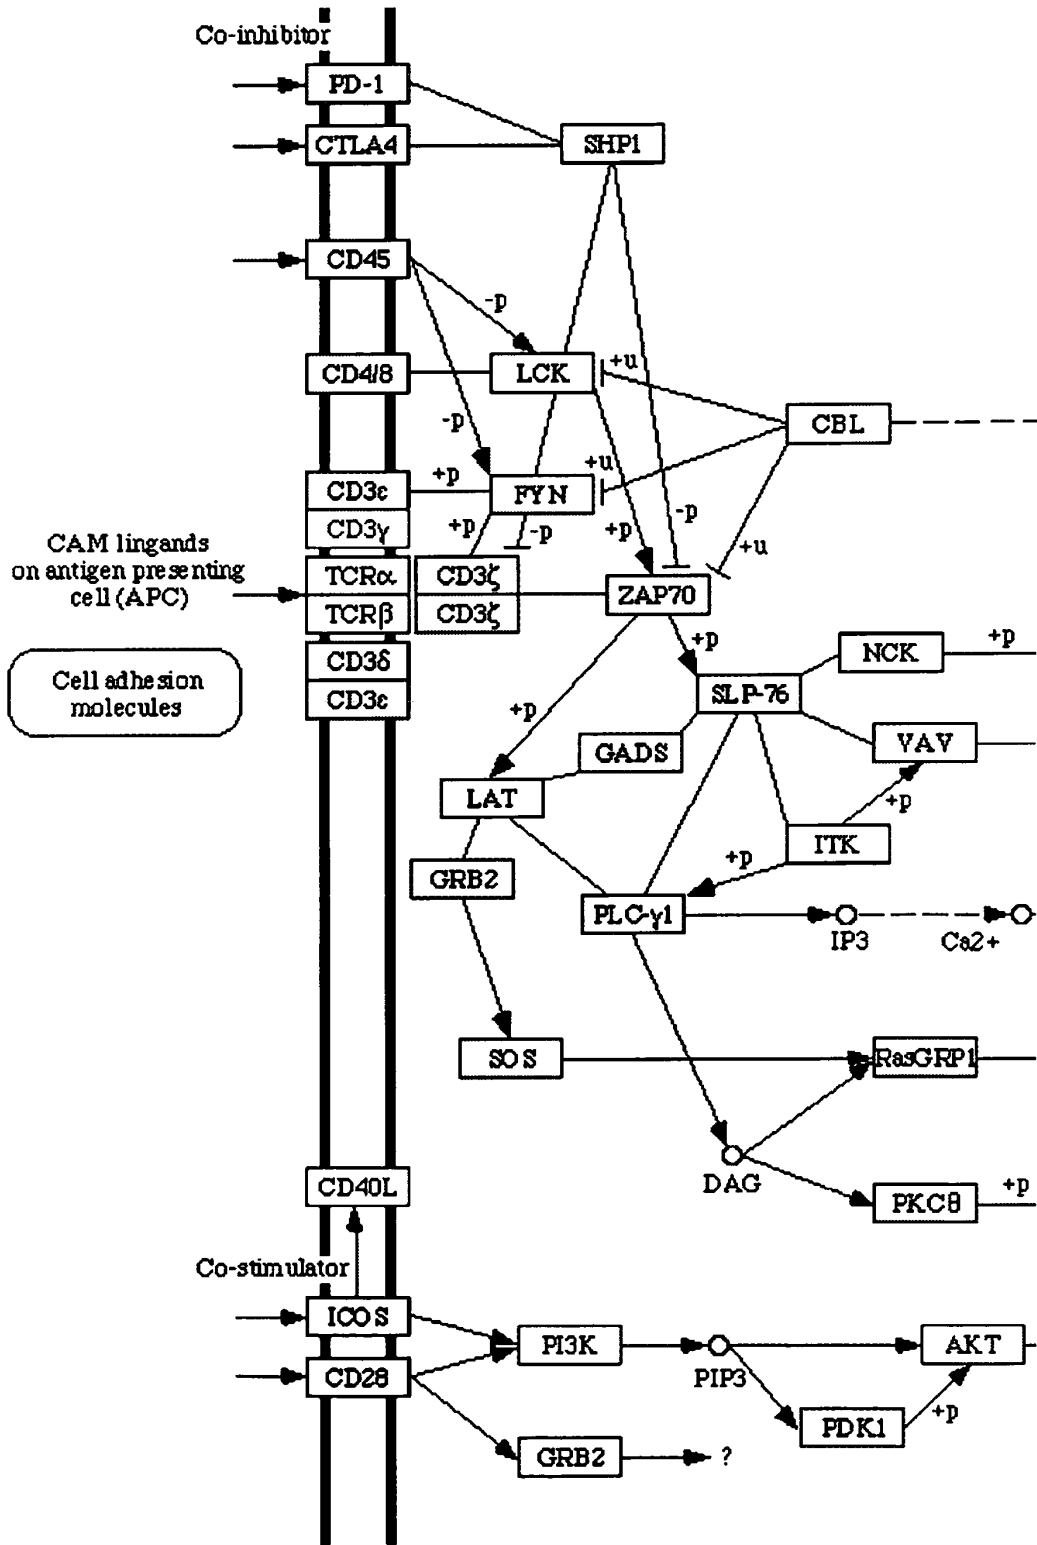 Co-inhibitor
PD-1
CTLA4
SHP1
CD45
-p
CD4/8
LCK
+u
CBL
-p
CD3ε
+p
FYN
+u
CD3γ
+p
-p
+p
-p
+u
CAM lingands
on antigen presenting
cell (APC)
TCRα
CD3ζ
ZAP70
TCRβ
CD3ζ
+p
NCK
+p
CD3δ
Cell adhesion
molecules
CD3ε
SLP-76
+p
GADS
VAV
LAT
+p
ITK
+p
GRB2
PLC-γ1
IP3
Ca2+
SOS
RasGRP1
DAG
CD40L
PKCθ
+p
Co-stimulator
ICOS
PI3K
PIP3
AKT
CD28
+p
PDK1
GRB2
?